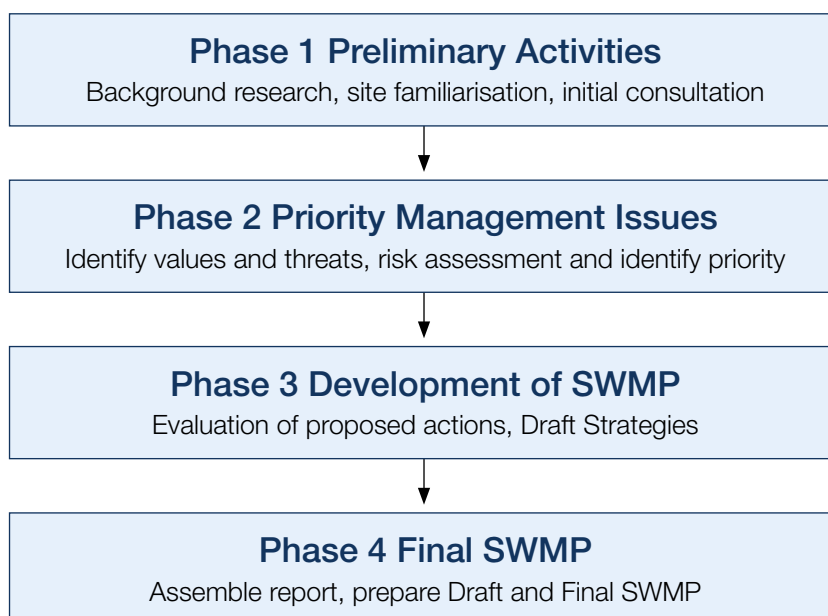 Phase 1 Preliminary Activities
Background research, site familiarisation, initial consultation
Phase 2 Priority Management Issues
Identify values and threats, risk assessment and identify priority
Phase 3 Development of SWMP
Evaluation of proposed actions, Draft Strategies
Phase 4 Final SWMP
Assemble report, prepare Draft and Final SWMP